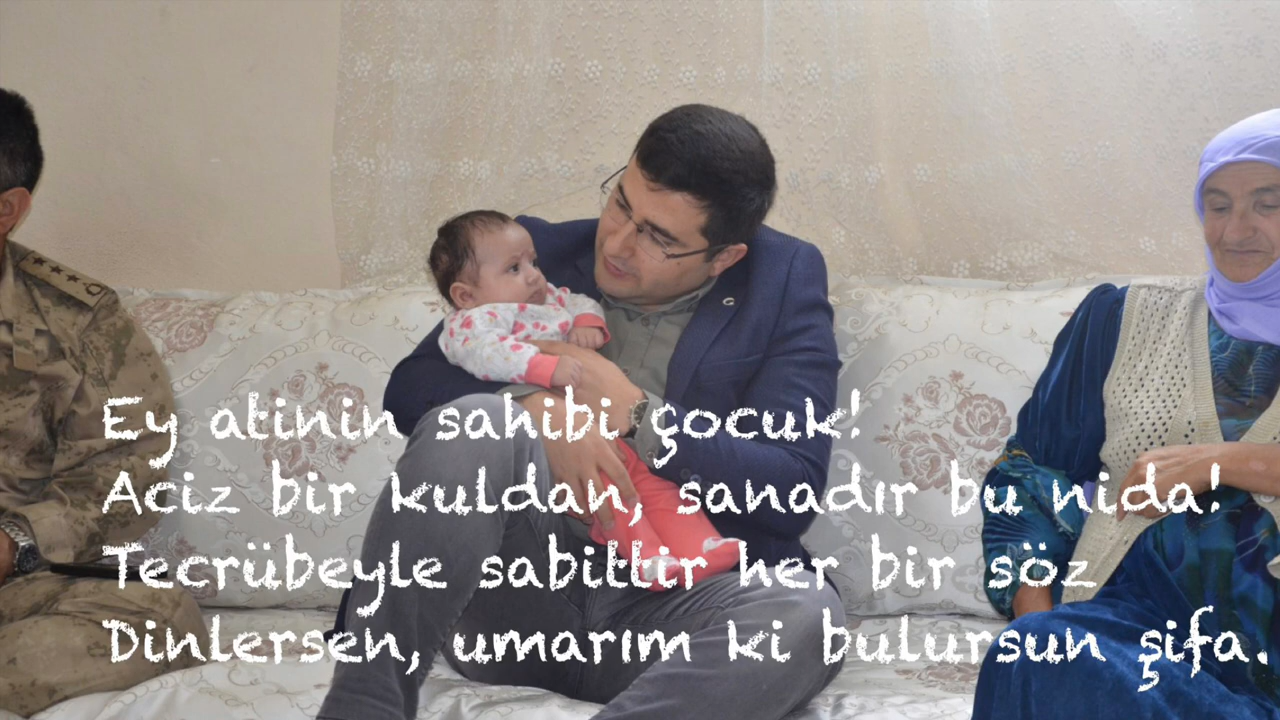 Ey atinin sahibi çocuk!
Aciz bir kuldan, sanadır bu nida!
Tecrübeyle sabittir her bir söz
Dinlersen, umarım ki bulursun şifa.